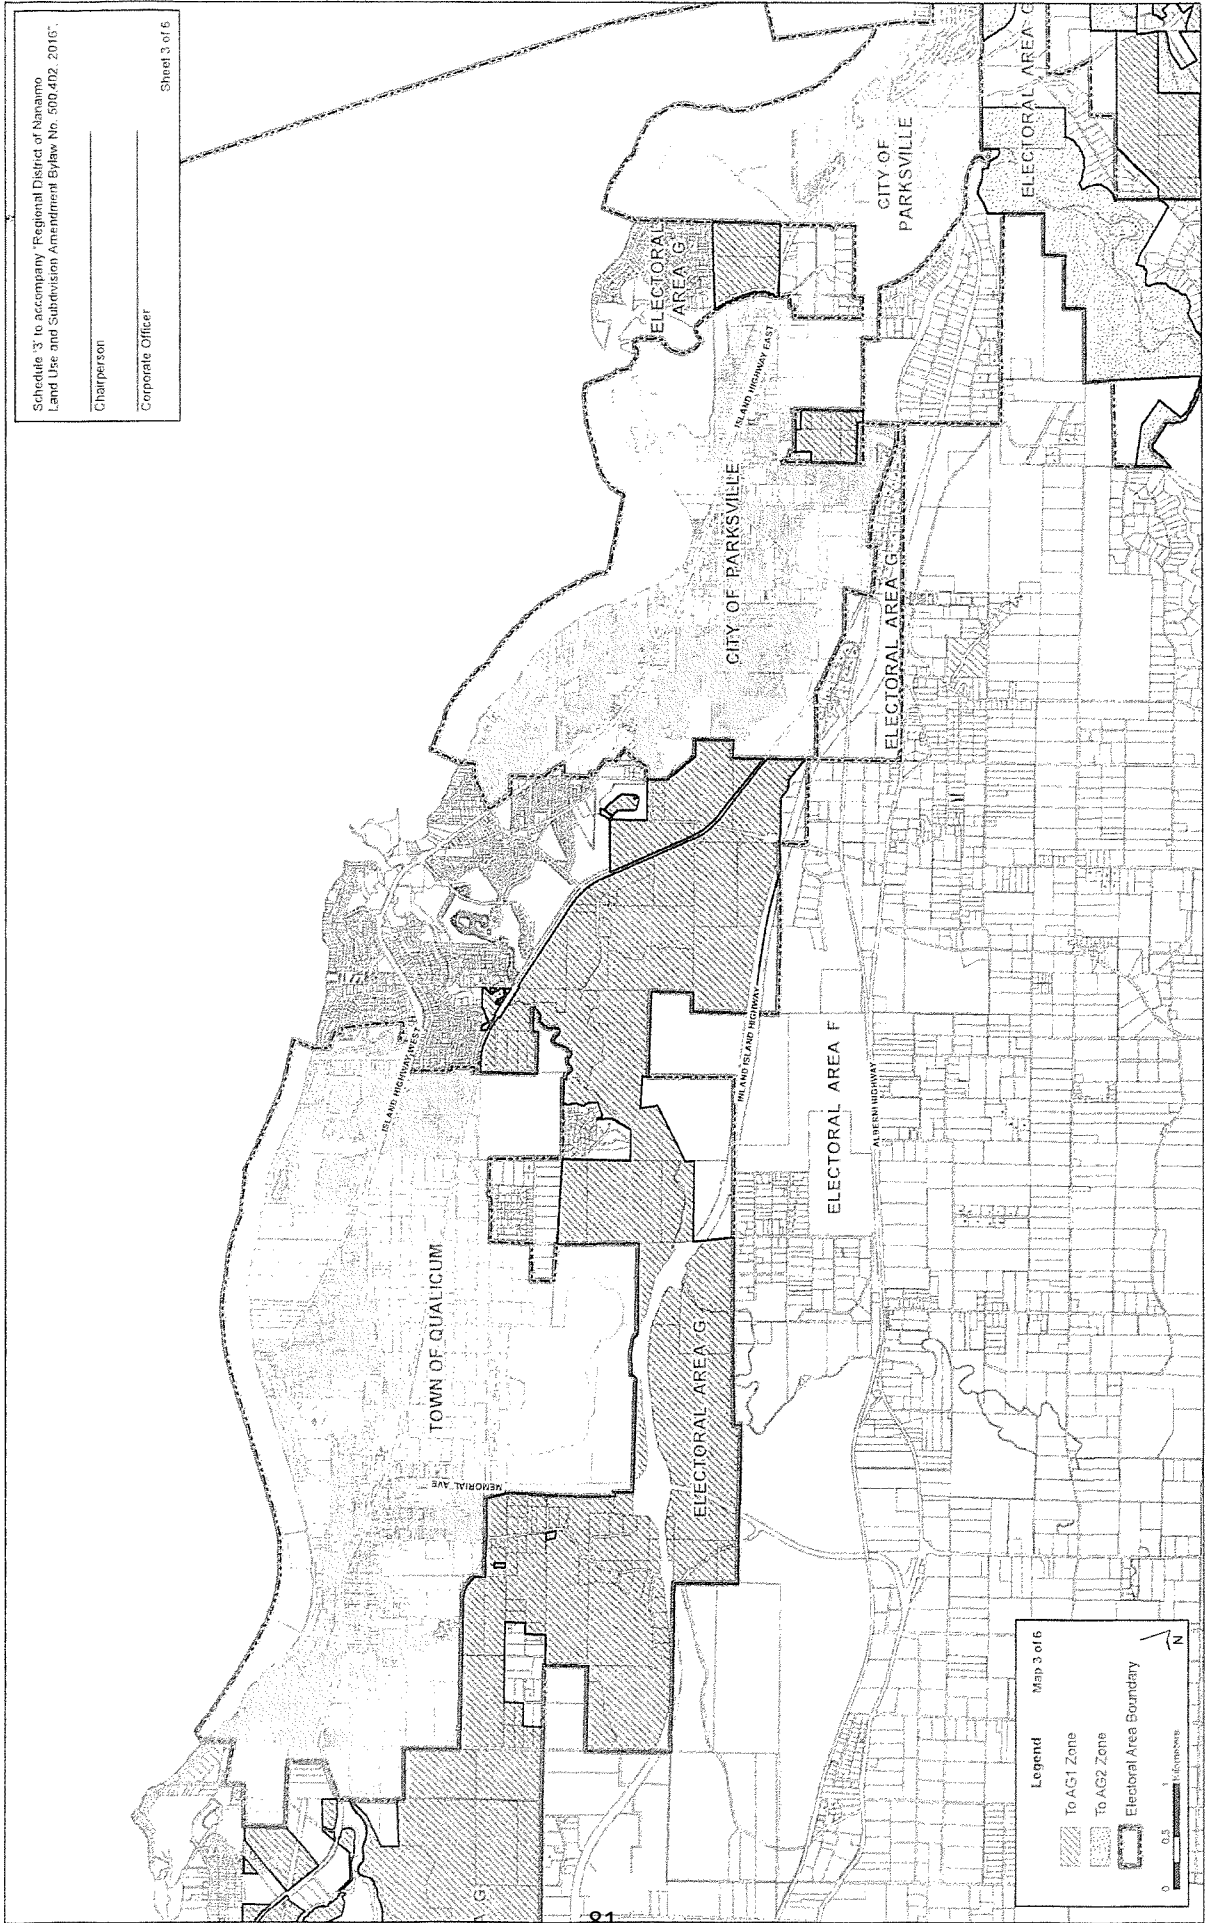 Schedule '3' to accompany "Regional District of Nanaimo
Land Use and Subdivision Amendment Bylaw No. 500.402, 2016".
Chairperson
Corporate Officer
Sheet 3 of 6
ELECTORAL AREA G
CITY OF
PARKSVILLE
ELECTORAL AREA G
ELECTORAL
AREA G
ISLAND HIGHWAY EAST
CITY OF PARKSVILLE
ELECTORAL AREA G
ISLAND HIGHWAY WEST
INLAND ISLAND HIGHWAY
ELECTORAL AREA F
ALBERNI HIGHWAY
TOWN OF QUALICUM
MEMORIAL AVE
ELECTORAL AREA G
A G
Legend
Map 3 of 6
To AG1 Zone
To AG2 Zone
Electoral Area Boundary
0 0.5 1
Kilometres
N
81